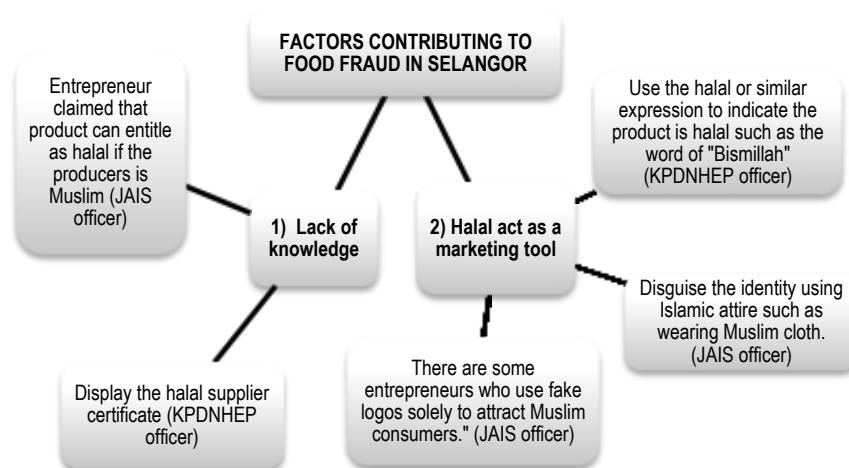 FACTORS CONTRIBUTING TO
FOOD FRAUD IN SELANGOR
Entrepreneur
claimed that
product can entitle
as halal if the
producers is
Muslim (JAIS
officer)
Use the halal or similar
expression to indicate the
product is halal such as the
word of "Bismillah"
(KPDNHEP officer)
1) Lack of
knowledge
2) Halal act as a
marketing tool
Disguise the identity using
Islamic attire such as
wearing Muslim cloth.
(JAIS officer)
Display the halal supplier
certificate (KPDNHEP
officer)
There are some
entrepreneurs who use fake
logos solely to attract Muslim
consumers." (JAIS officer)